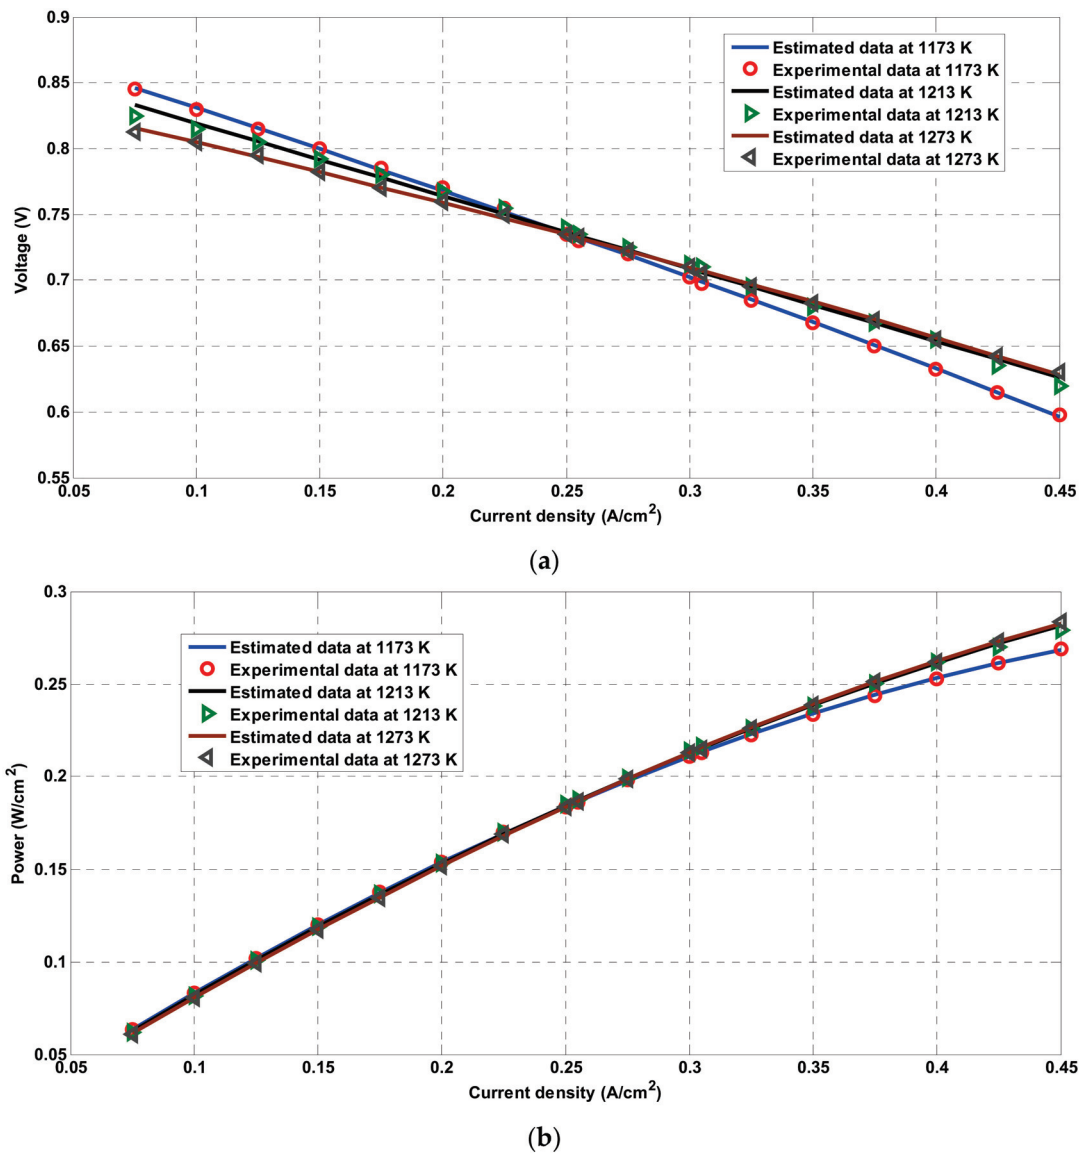 0.9
0.85
0.8
0.75
0.7
0.65
0.6
0.55
Voltage (V)
Estimated data at 1173 K
Experimental data at 1173 K
Estimated data at 1213 K
Experimental data at 1213 K
Estimated data at 1273 K
Experimental data at 1273 K
0.05 0.1 0.15 0.2 0.25 0.3 0.35 0.4 0.45
Current density (A/cm²)
(a)
0.3
0.25
0.2
0.15
0.1
0.05
Power (W/cm²)
Estimated data at 1173 K
Experimental data at 1173 K
Estimated data at 1213 K
Experimental data at 1213 K
Estimated data at 1273 K
Experimental data at 1273 K
0.05 0.1 0.15 0.2 0.25 0.3 0.35 0.4 0.45
Current density (A/cm²)
(b)